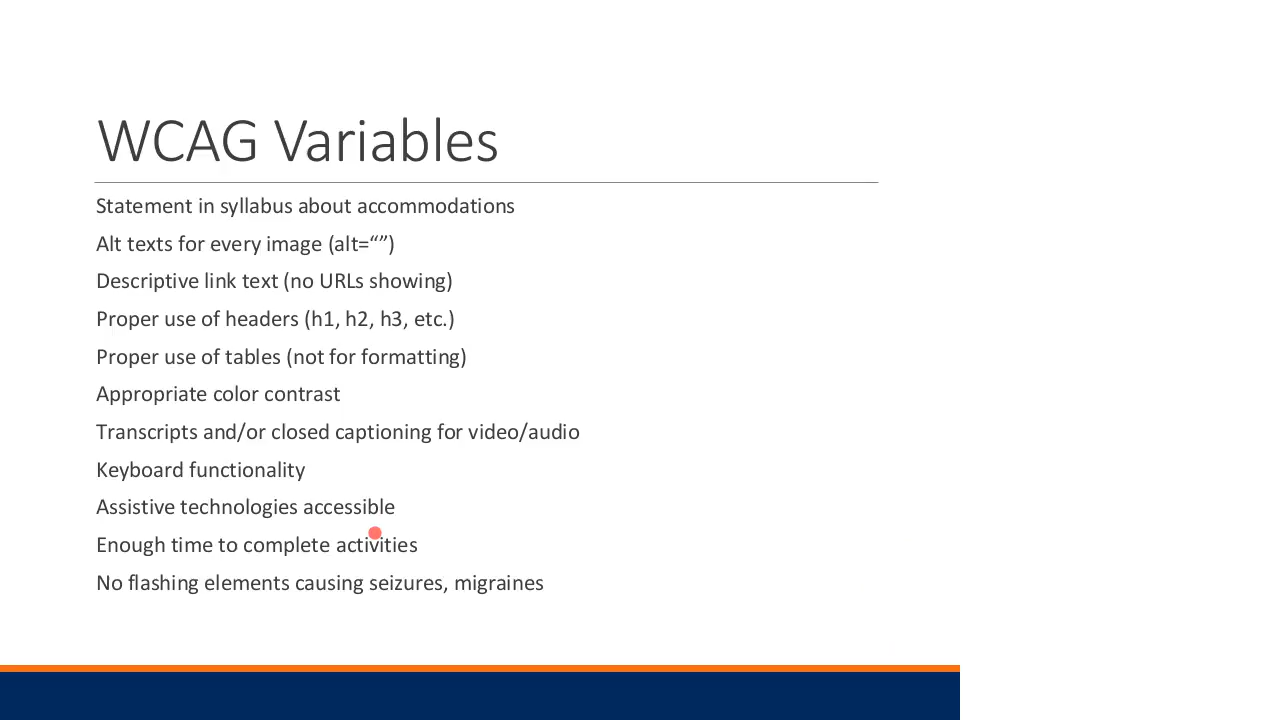 WCAG Variables
Statement in syllabus about accommodations
Alt texts for every image (alt=“”)
Descriptive link text (no URLs showing)
Proper use of headers (h1, h2, h3, etc.)
Proper use of tables (not for formatting)
Appropriate color contrast
Transcripts and/or closed captioning for video/audio
Keyboard functionality
Assistive technologies accessible
Enough time to complete activities
No flashing elements causing seizures, migraines